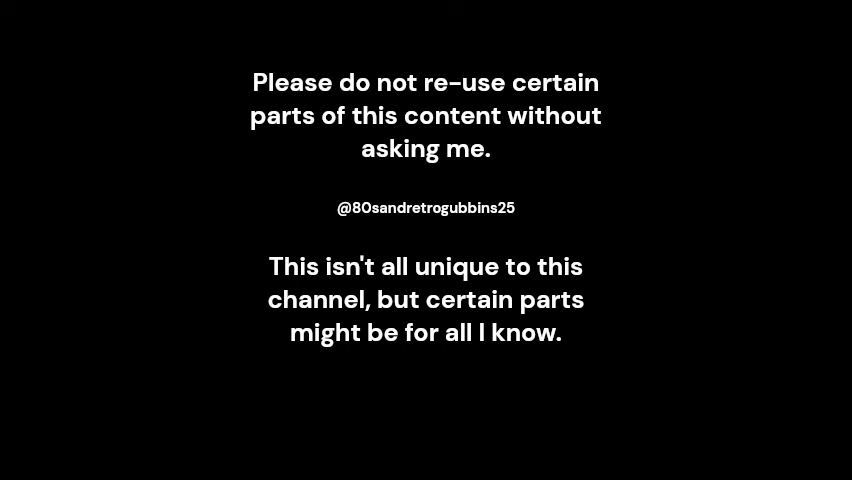 Please do not re-use certain
parts of this content without
asking me.
@80sandretrogubbins25
This isn't all unique to this
channel, but certain parts
might be for all I know.